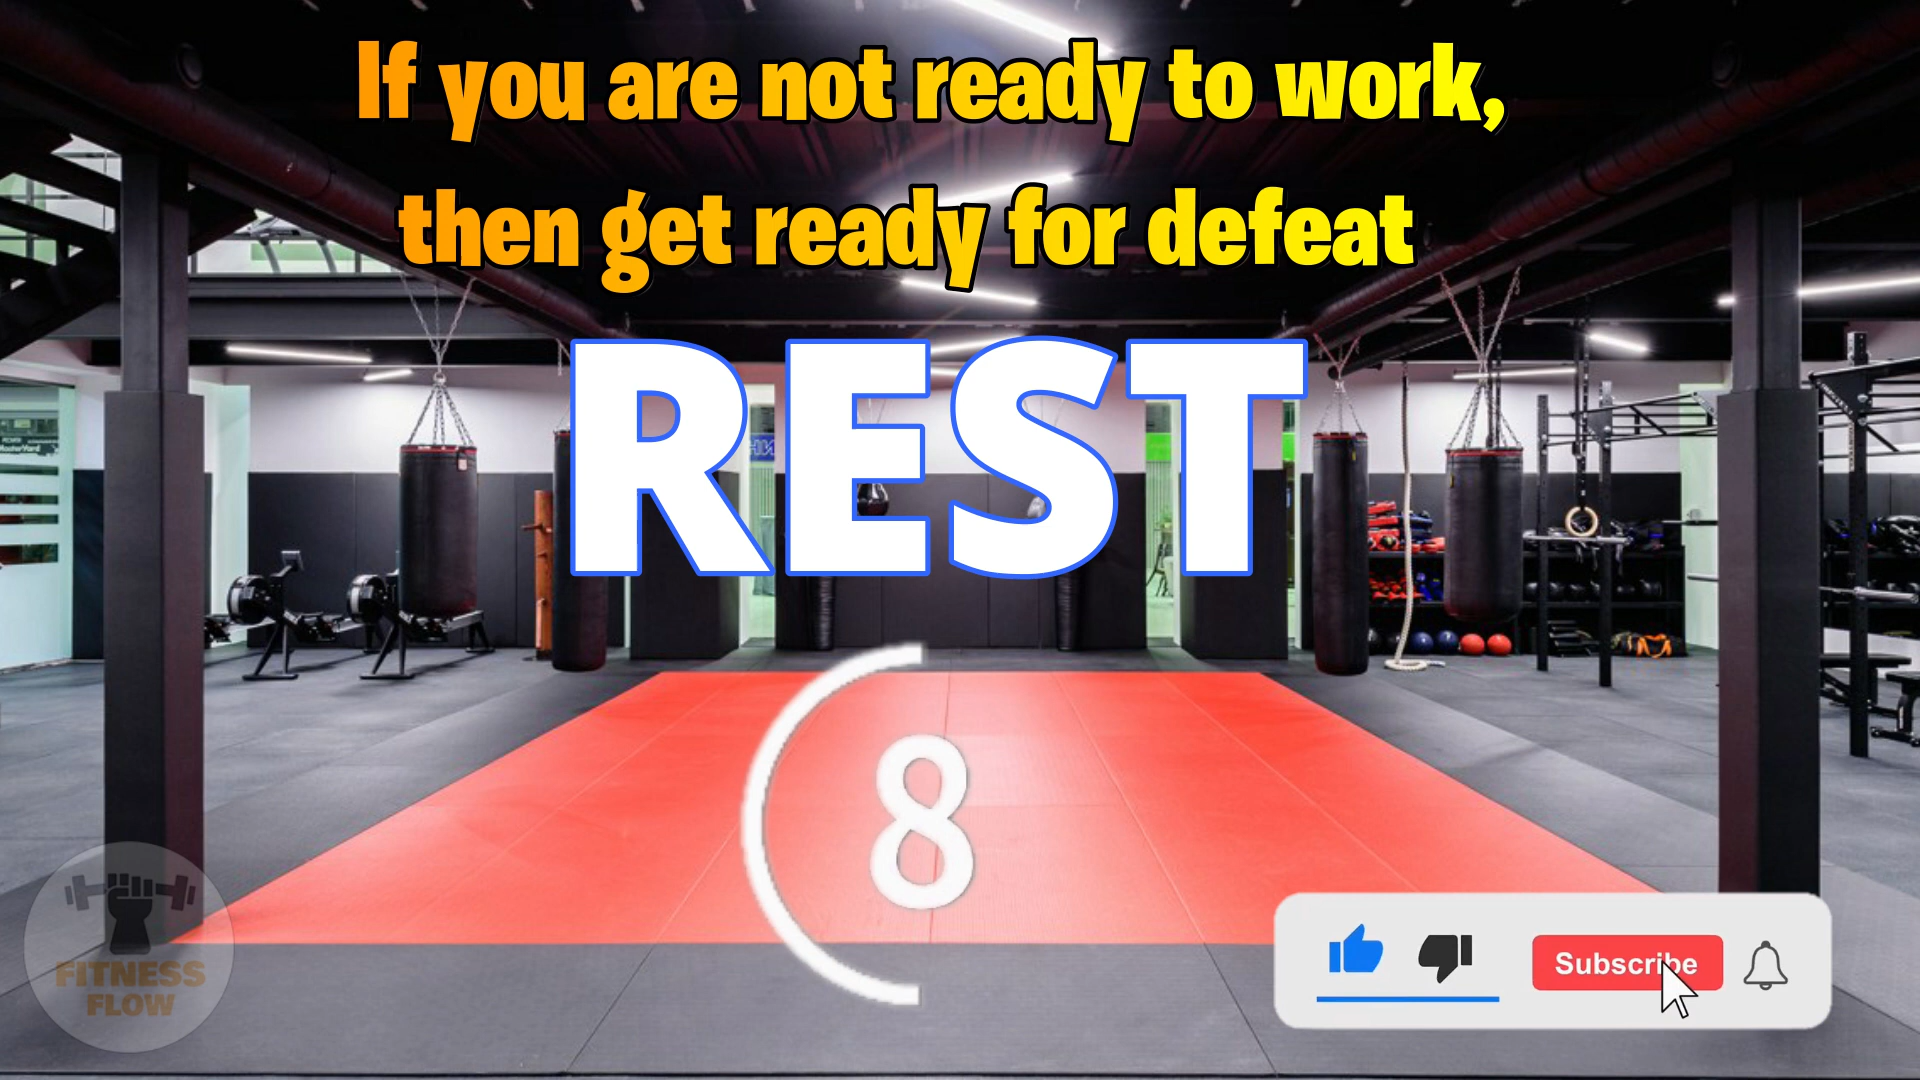 If you are not ready to work,
then get ready for defeat
REST
8
Subscribe
FITNESS
FLOW